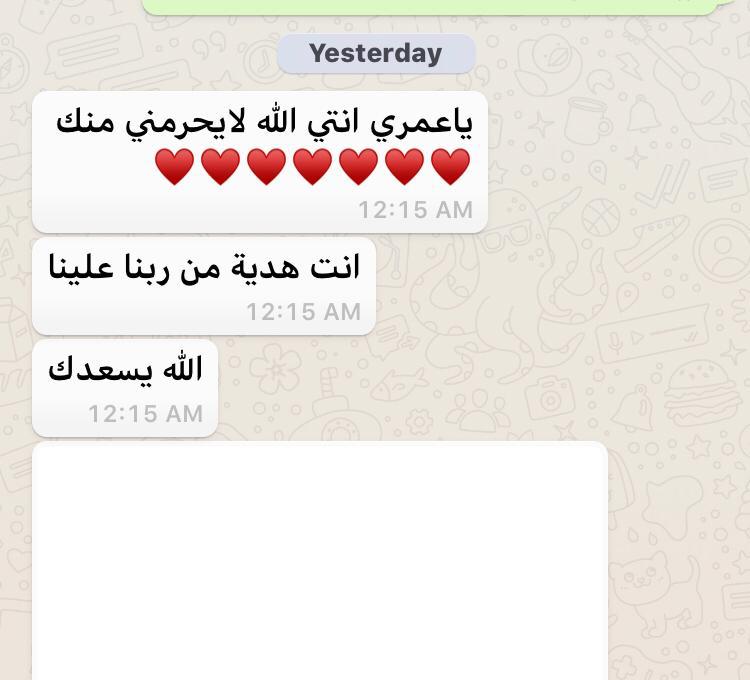 Yesterday
ياعمري انتي الله لايحرمني منك
♥️♥️♥️♥️♥️♥️♥️
12:15 AM
انت هدية من ربنا علينا
12:15 AM
الله يسعدك
12:15 AM